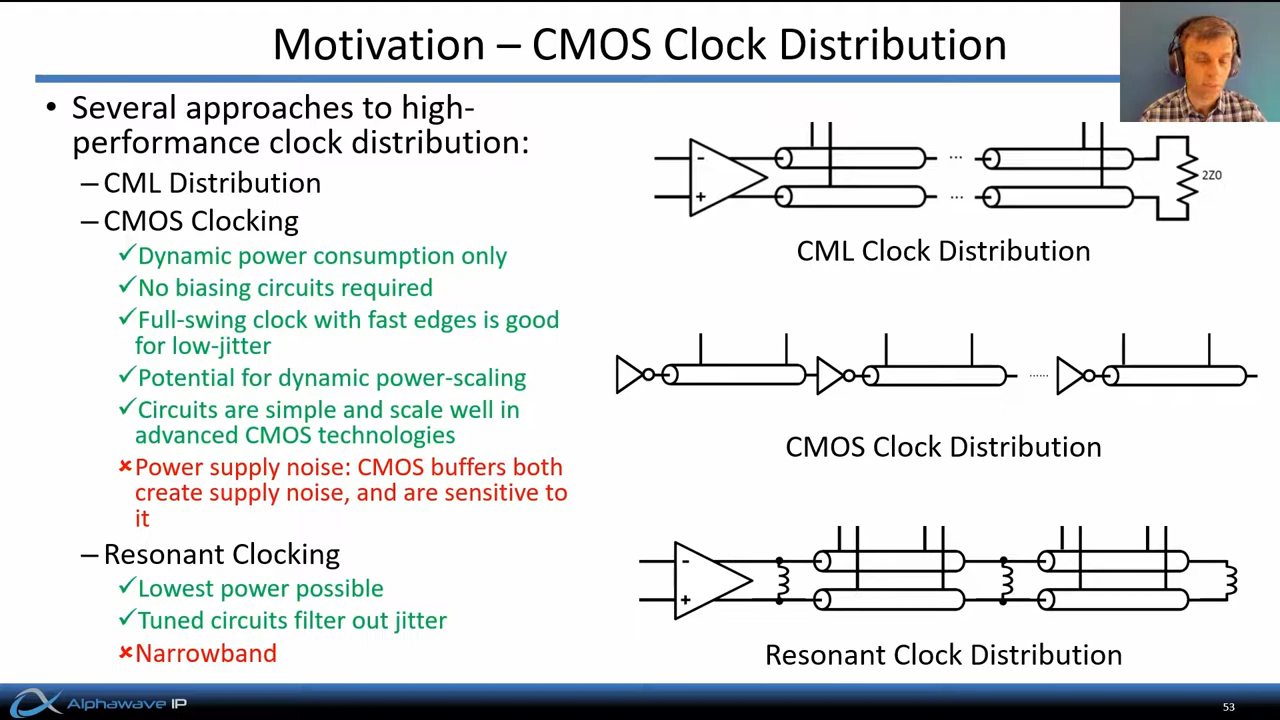 Motivation – CMOS Clock Distribution
• Several approaches to high-
performance clock distribution:
–CML Distribution
–CMOS Clocking
✓Dynamic power consumption only
✓No biasing circuits required
✓Full-swing clock with fast edges is good
for low-jitter
✓Potential for dynamic power-scaling
✓Circuits are simple and scale well in
advanced CMOS technologies
×Power supply noise: CMOS buffers both
create supply noise, and are sensitive to
it
–Resonant Clocking
✓Lowest power possible
✓Tuned circuits filter out jitter
×Narrowband
- + ... ... 2Z0
CML Clock Distribution
......
CMOS Clock Distribution
- +
Resonant Clock Distribution
Alphawave IP
53